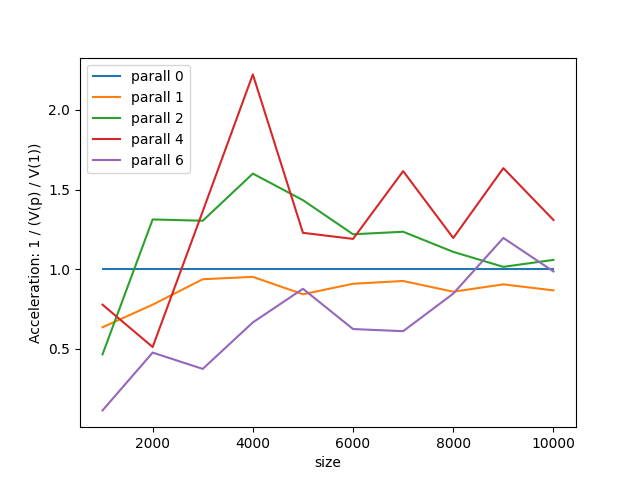 parall 0
parall 1
parall 2
parall 4
parall 6
Acceleration: 1 / (V(p) / V(1))
2.0
1.5
1.0
0.5
2000
4000
6000
8000
10000
size